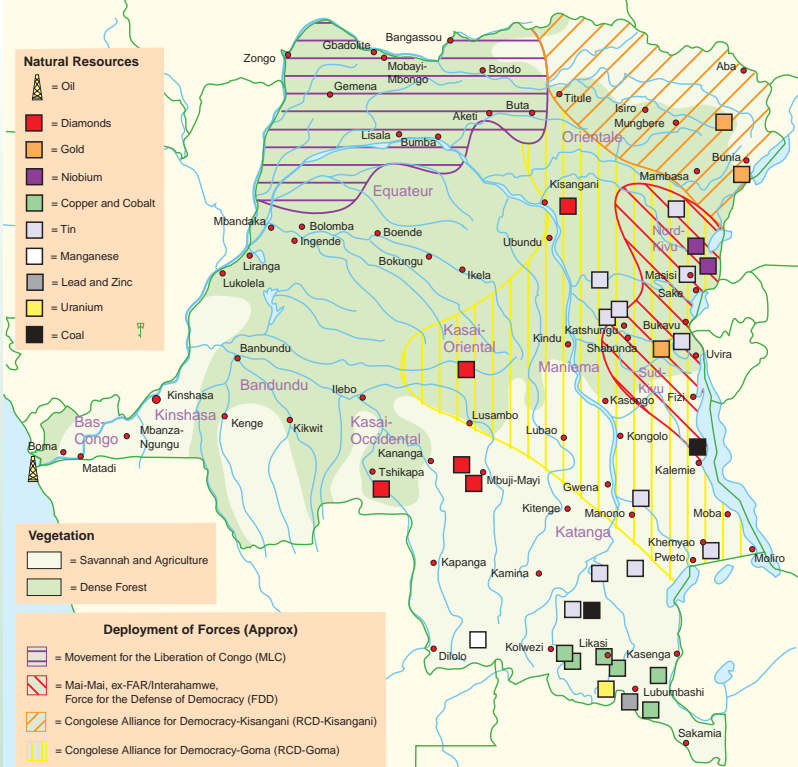 Natural Resources
= Oil
= Diamonds
= Gold
= Niobium
= Copper and Cobalt
= Tin
= Manganese
= Lead and Zinc
= Uranium
= Coal
Vegetation
= Savannah and Agriculture
= Dense Forest
Deployment of Forces (Approx)
= Movement for the Liberation of Congo (MLC)
= Mai-Mai, ex-FAR/Interahamwe,
Force for the Defense of Democracy (FDD)
= Congolese Alliance for Democracy-Kisangani (RCD-Kisangani)
= Congolese Alliance for Democracy-Goma (RCD-Goma)
Bangassou
Gbadolite
Zongo
Mobayi-
Mbongo
Bondo
Aba
Gemena
Titule
Buta
Isiro
Aketi
Mungbere
Lisala
Bumba
Orientale
Bunia
Mambasa
Equateur
Kisangani
Mbandaka
Bolomba
Boende
Ingende
Ubundu
Nord-
Kivu
Liranga
Bokungu
Ikela
Masisi
Lukolela
Sake
Kasai-
Oriental
Katshungu
Bukavu
Kindu
Shabunda
Uvira
Banbundu
Maniema
Sud-
Kivu
Bandundu
Ilebo
Kasongo
Fizi
Kinshasa
Kinshasa
Bas-
Congo
Mbanza-
Ngungu
Kenge
Kikwit
Kasai-
Occidental
Lusambo
Lubao
Kongolo
Boma
Matadi
Kananga
Tshikapa
Mbuji-Mayi
Kalemie
Gwena
Kitenge
Manono
Moba
Katanga
Khemyao
Pweto
Moliro
Kapanga
Kamina
Dilolo
Kolwezi
Likasi
Kasenga
Lubumbashi
Sakamia